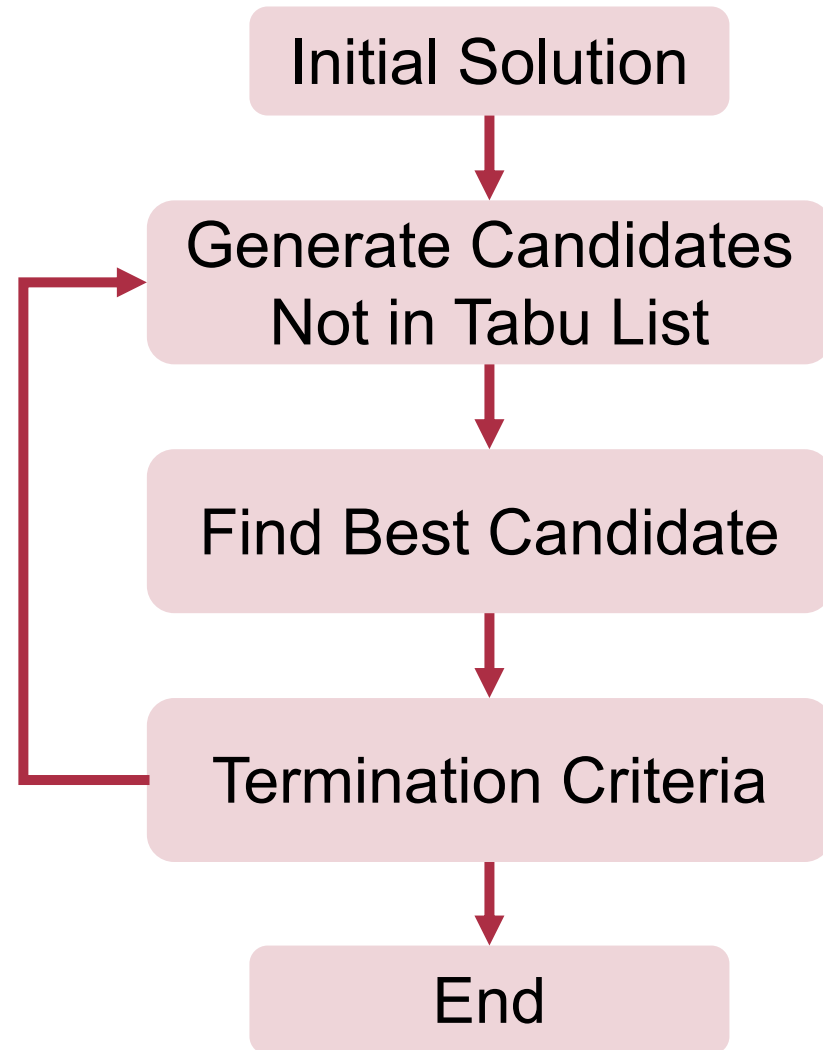 Initial Solution
Generate Candidates
Not in Tabu List
Find Best Candidate
Termination Criteria
End